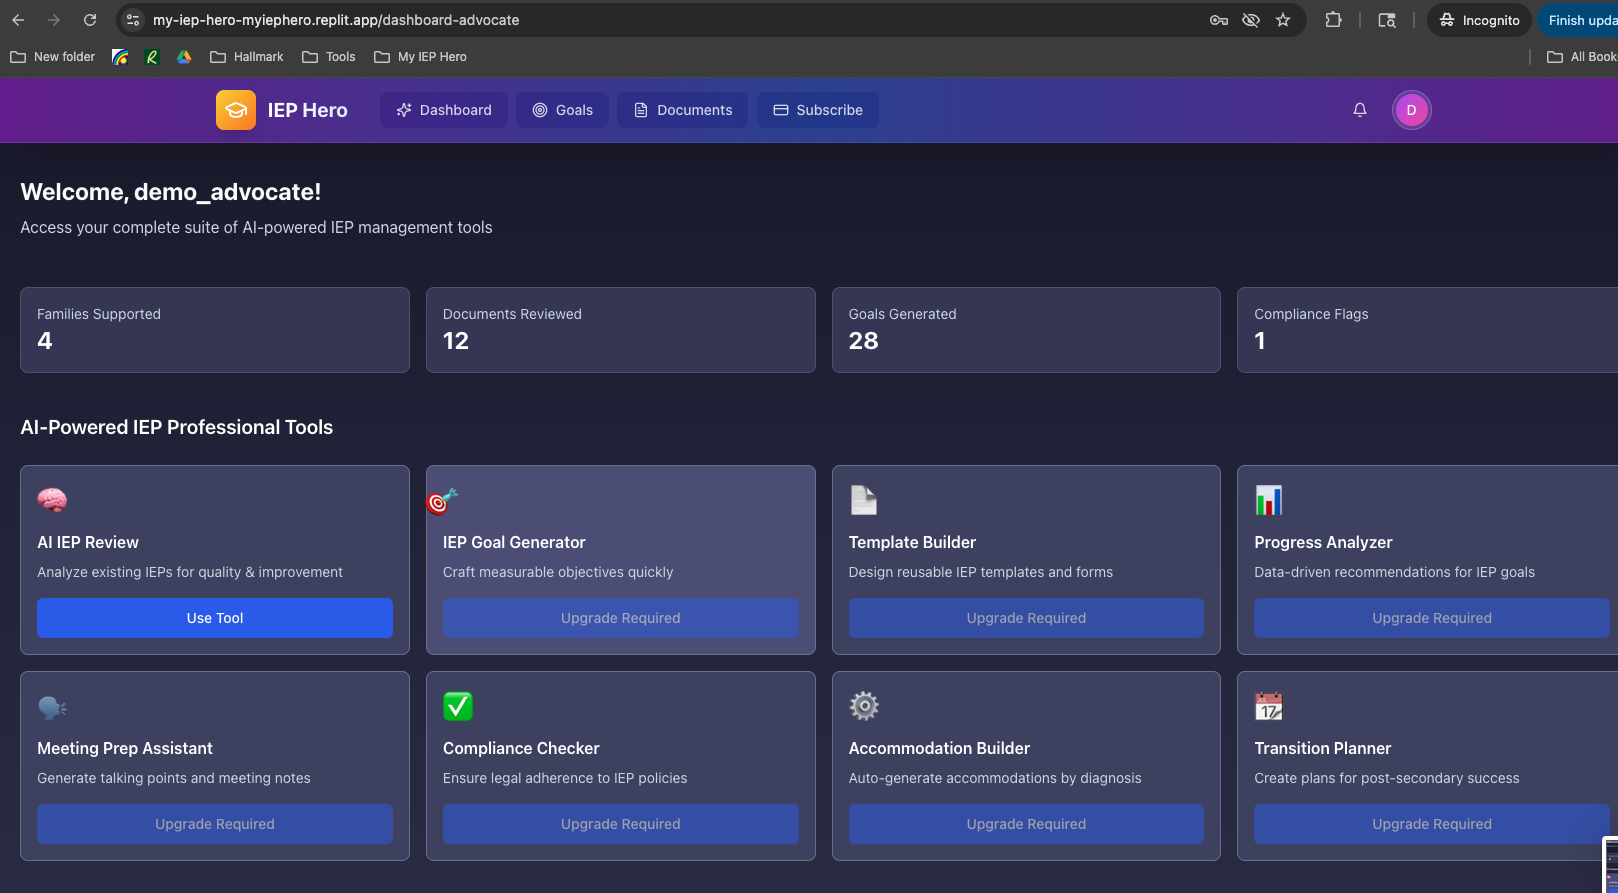 my-iep-hero-myiephero.replit.app/dashboard-advocate
Incognito
Finish upda
New folder
Hallmark
Tools
My IEP Hero
All Book
IEP Hero
Dashboard
Goals
Documents
Subscribe
D
Welcome, demo_advocate!
Access your complete suite of AI-powered IEP management tools
Families Supported
4
Documents Reviewed
12
Goals Generated
28
Compliance Flags
1
AI-Powered IEP Professional Tools
AI IEP Review
Analyze existing IEPs for quality & improvement
Use Tool
IEP Goal Generator
Craft measurable objectives quickly
Upgrade Required
Template Builder
Design reusable IEP templates and forms
Upgrade Required
Progress Analyzer
Data-driven recommendations for IEP goals
Upgrade Required
Meeting Prep Assistant
Generate talking points and meeting notes
Upgrade Required
Compliance Checker
Ensure legal adherence to IEP policies
Upgrade Required
Accommodation Builder
Auto-generate accommodations by diagnosis
Upgrade Required
17
Transition Planner
Create plans for post-secondary success
Upgrade Required